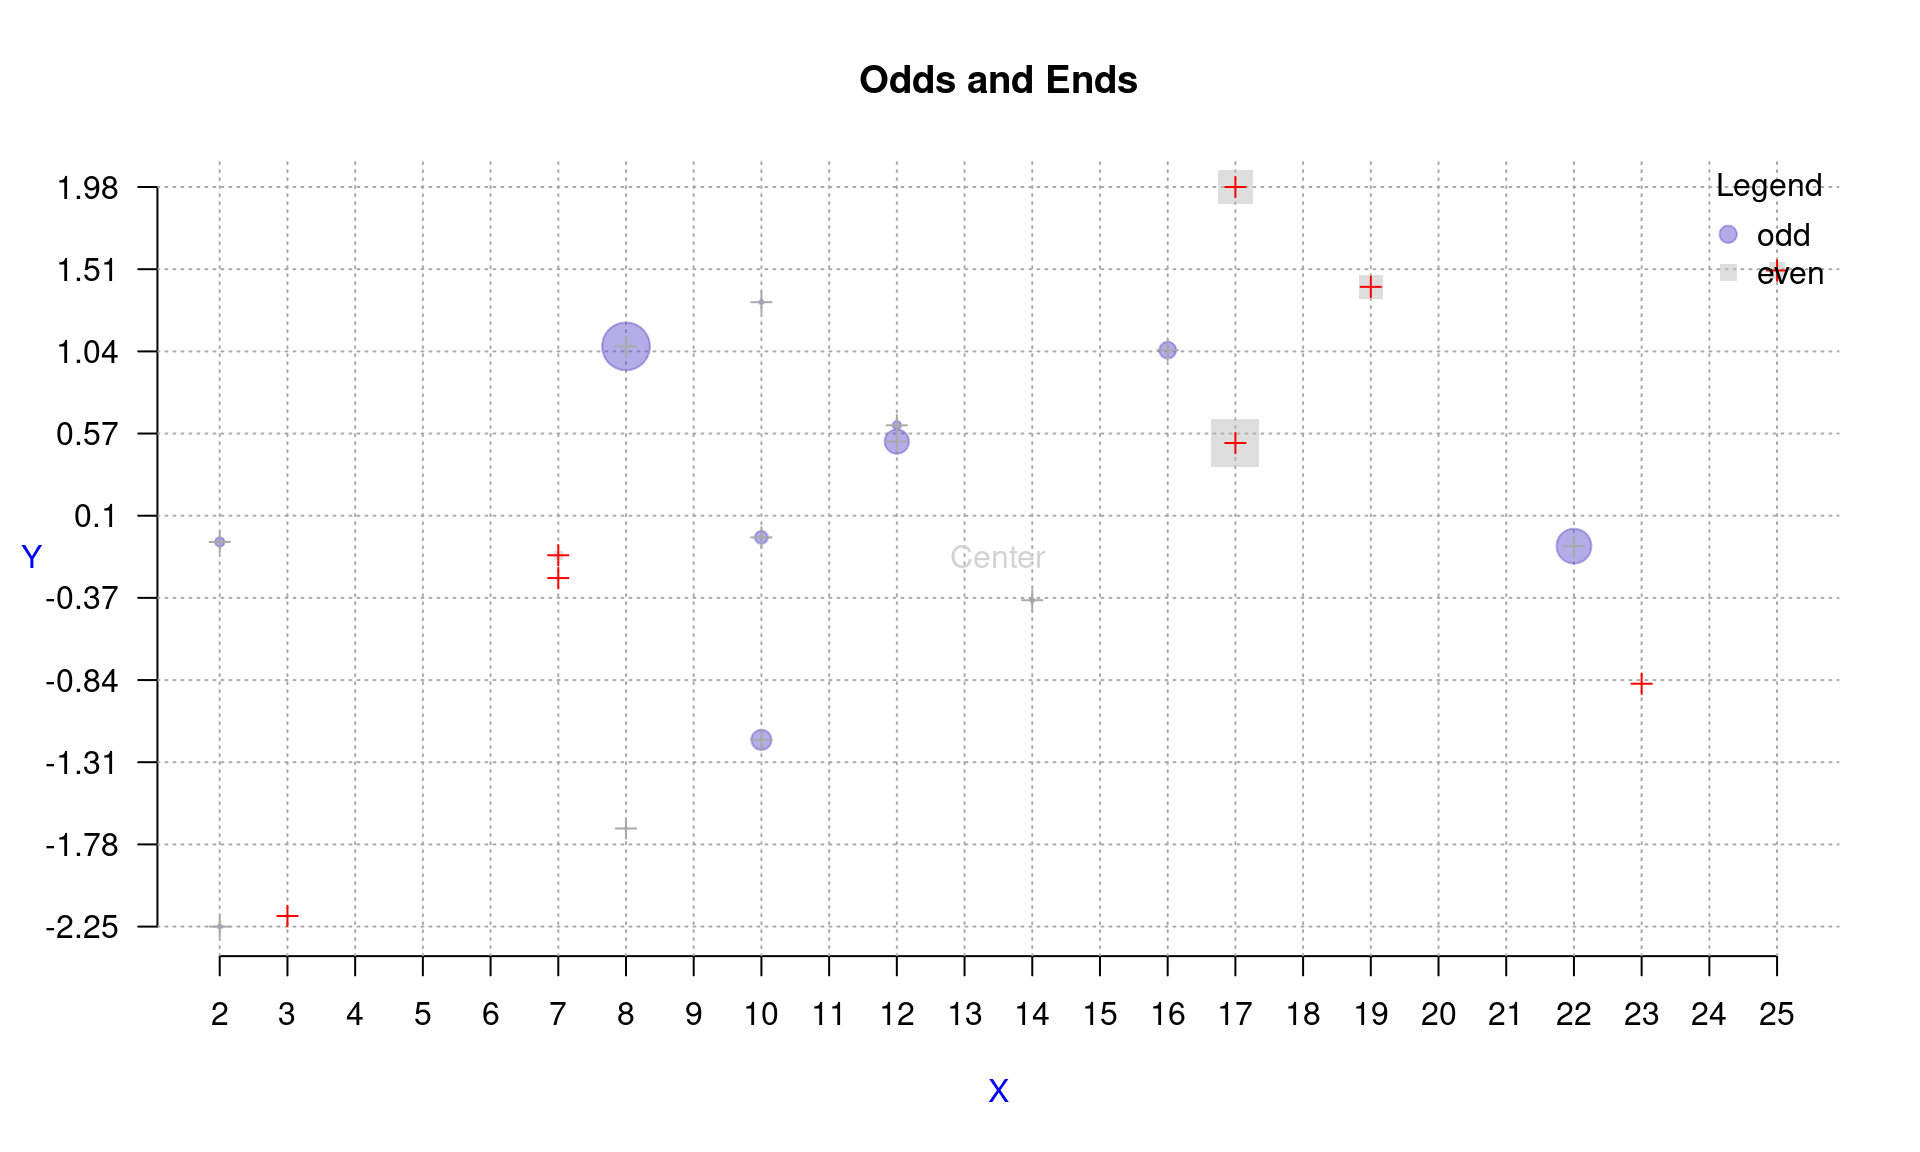 Odds and Ends
Legend
odd
even
1.98
1.51
1.04
0.57
0.1
-0.37
-0.84
-1.31
-1.78
-2.25
Y
Center
2 3 4 5 6 7 8 9 10 11 12 13 14 15 16 17 18 19 20 21 22 23 24 25
X